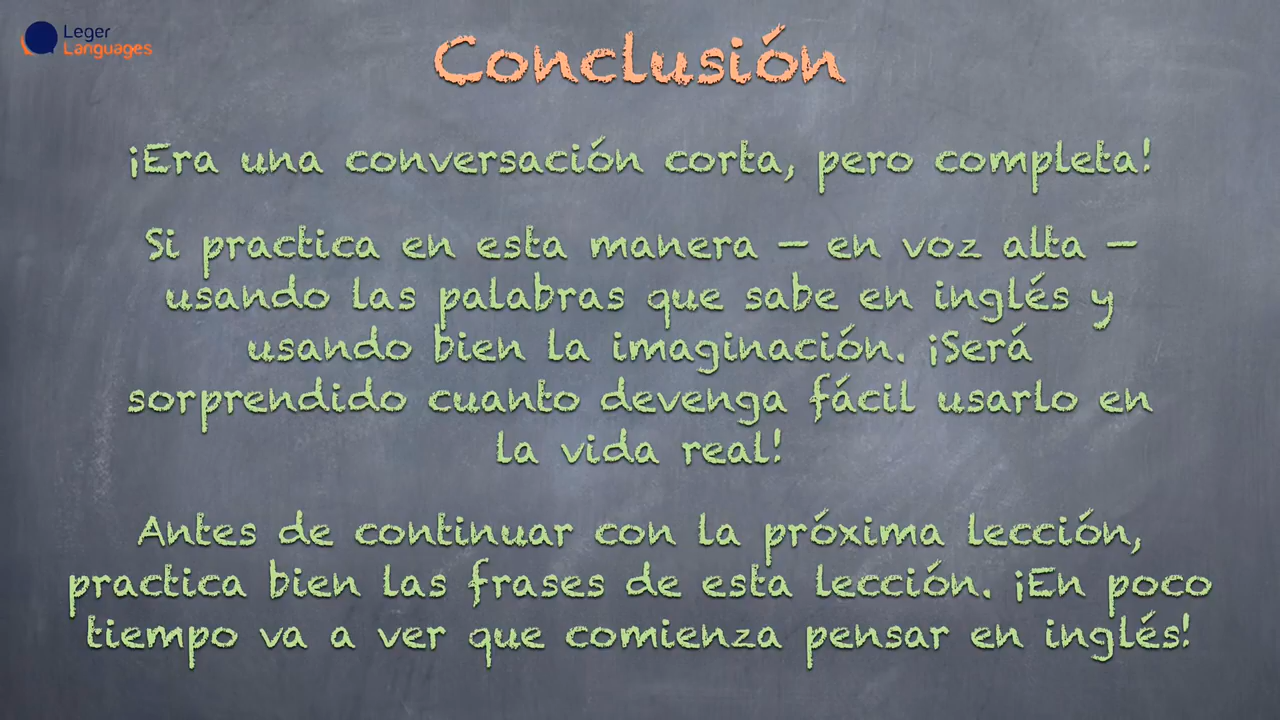 Leger
Languages
Conclusión
¡Era una conversación corta, pero completa!
Si practica en esta manera – en voz alta –
usando las palabras que sabe en inglés y
usando bien la imaginación. ¡Será
sorprendido cuanto devenga fácil usarlo en
la vida real!
Antes de continuar con la próxima lección,
practica bien las frases de esta lección. ¡En poco
tiempo va a ver que comienza pensar en inglés!